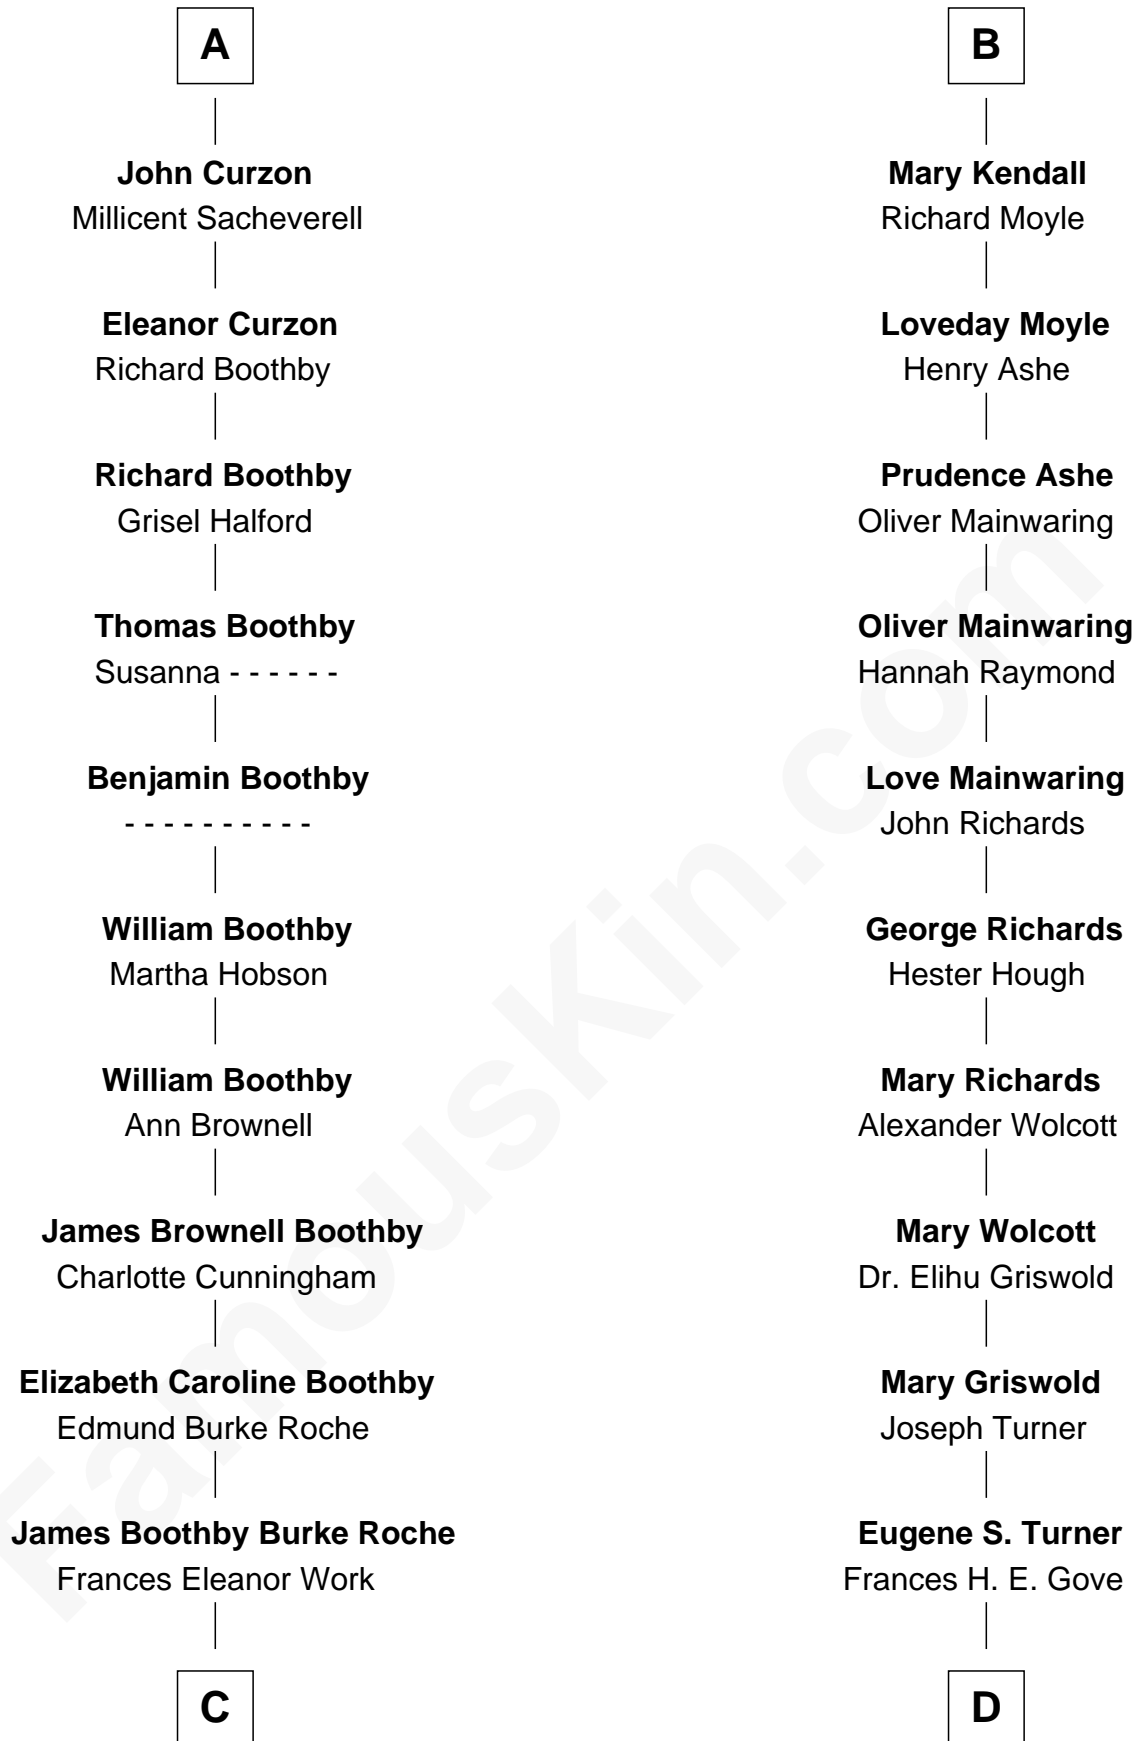 A
John Curzon
Millicent Sacheverell
Eleanor Curzon
Richard Boothby
Richard Boothby
Grisel Halford
Thomas Boothby
Susanna - - - - - -
Benjamin Boothby
- - - - - - - - - -
William Boothby
Martha Hobson
William Boothby
Ann Brownell
James Brownell Boothby
Charlotte Cunningham
Elizabeth Caroline Boothby
Edmund Burke Roche
James Boothby Burke Roche
Frances Eleanor Work
C
B
Mary Kendall
Richard Moyle
Loveday Moyle
Henry Ashe
Prudence Ashe
Oliver Mainwaring
Oliver Mainwaring
Hannah Raymond
Love Mainwaring
John Richards
George Richards
Hester Hough
Mary Richards
Alexander Wolcott
Mary Wolcott
Dr. Elihu Griswold
Mary Griswold
Joseph Turner
Eugene S. Turner
Frances H. E. Gove
D
FamousKin.com